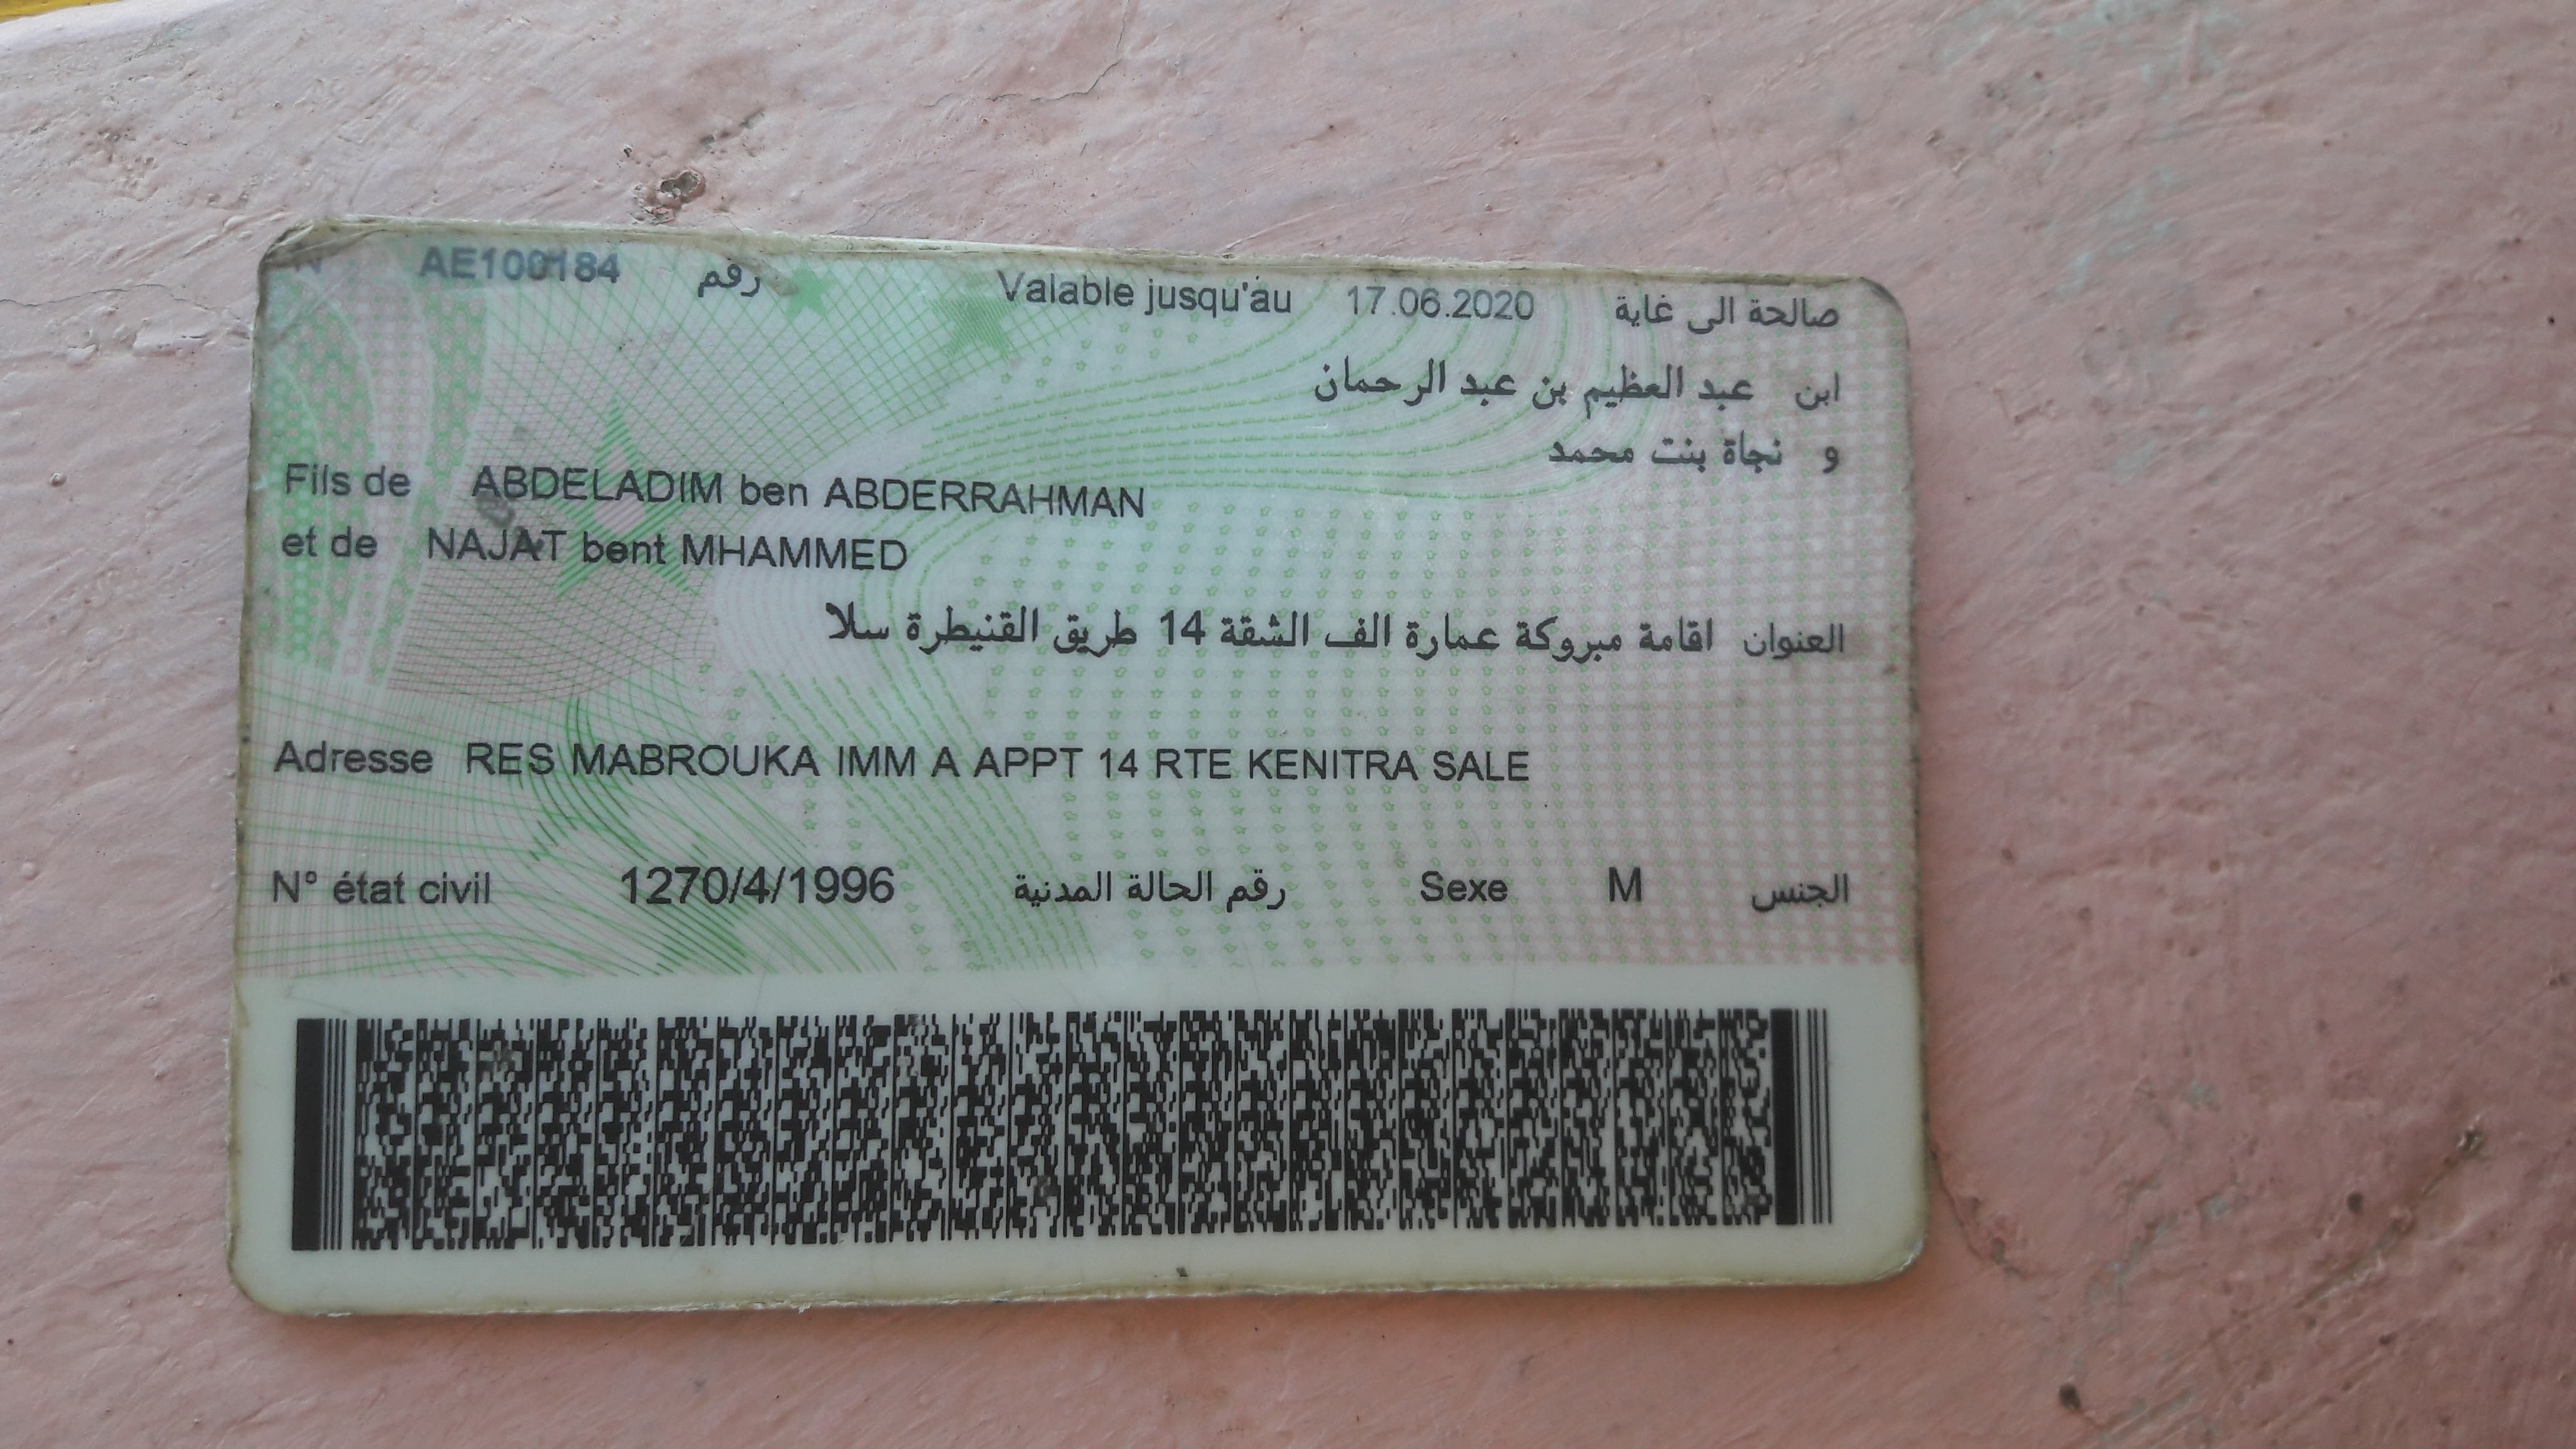 N° AE100184 رقم Valable jusqu'au 17.06.2020 صالحة الى غاية
ابن عبد العظيم بن عبد الرحمان
و نجاة بنت محمد
Fils de ABDELADIM ben ABDERRAHMAN
et de NAJAT bent MHAMMED
العنوان اقامة مبروكة عمارة الف الشقة 14 طريق القنيطرة سلا
Adresse RES MABROUKA IMM A APPT 14 RTE KENITRA SALE
N° état civil 1270/4/1996 رقم الحالة المدنية Sexe M الجنس